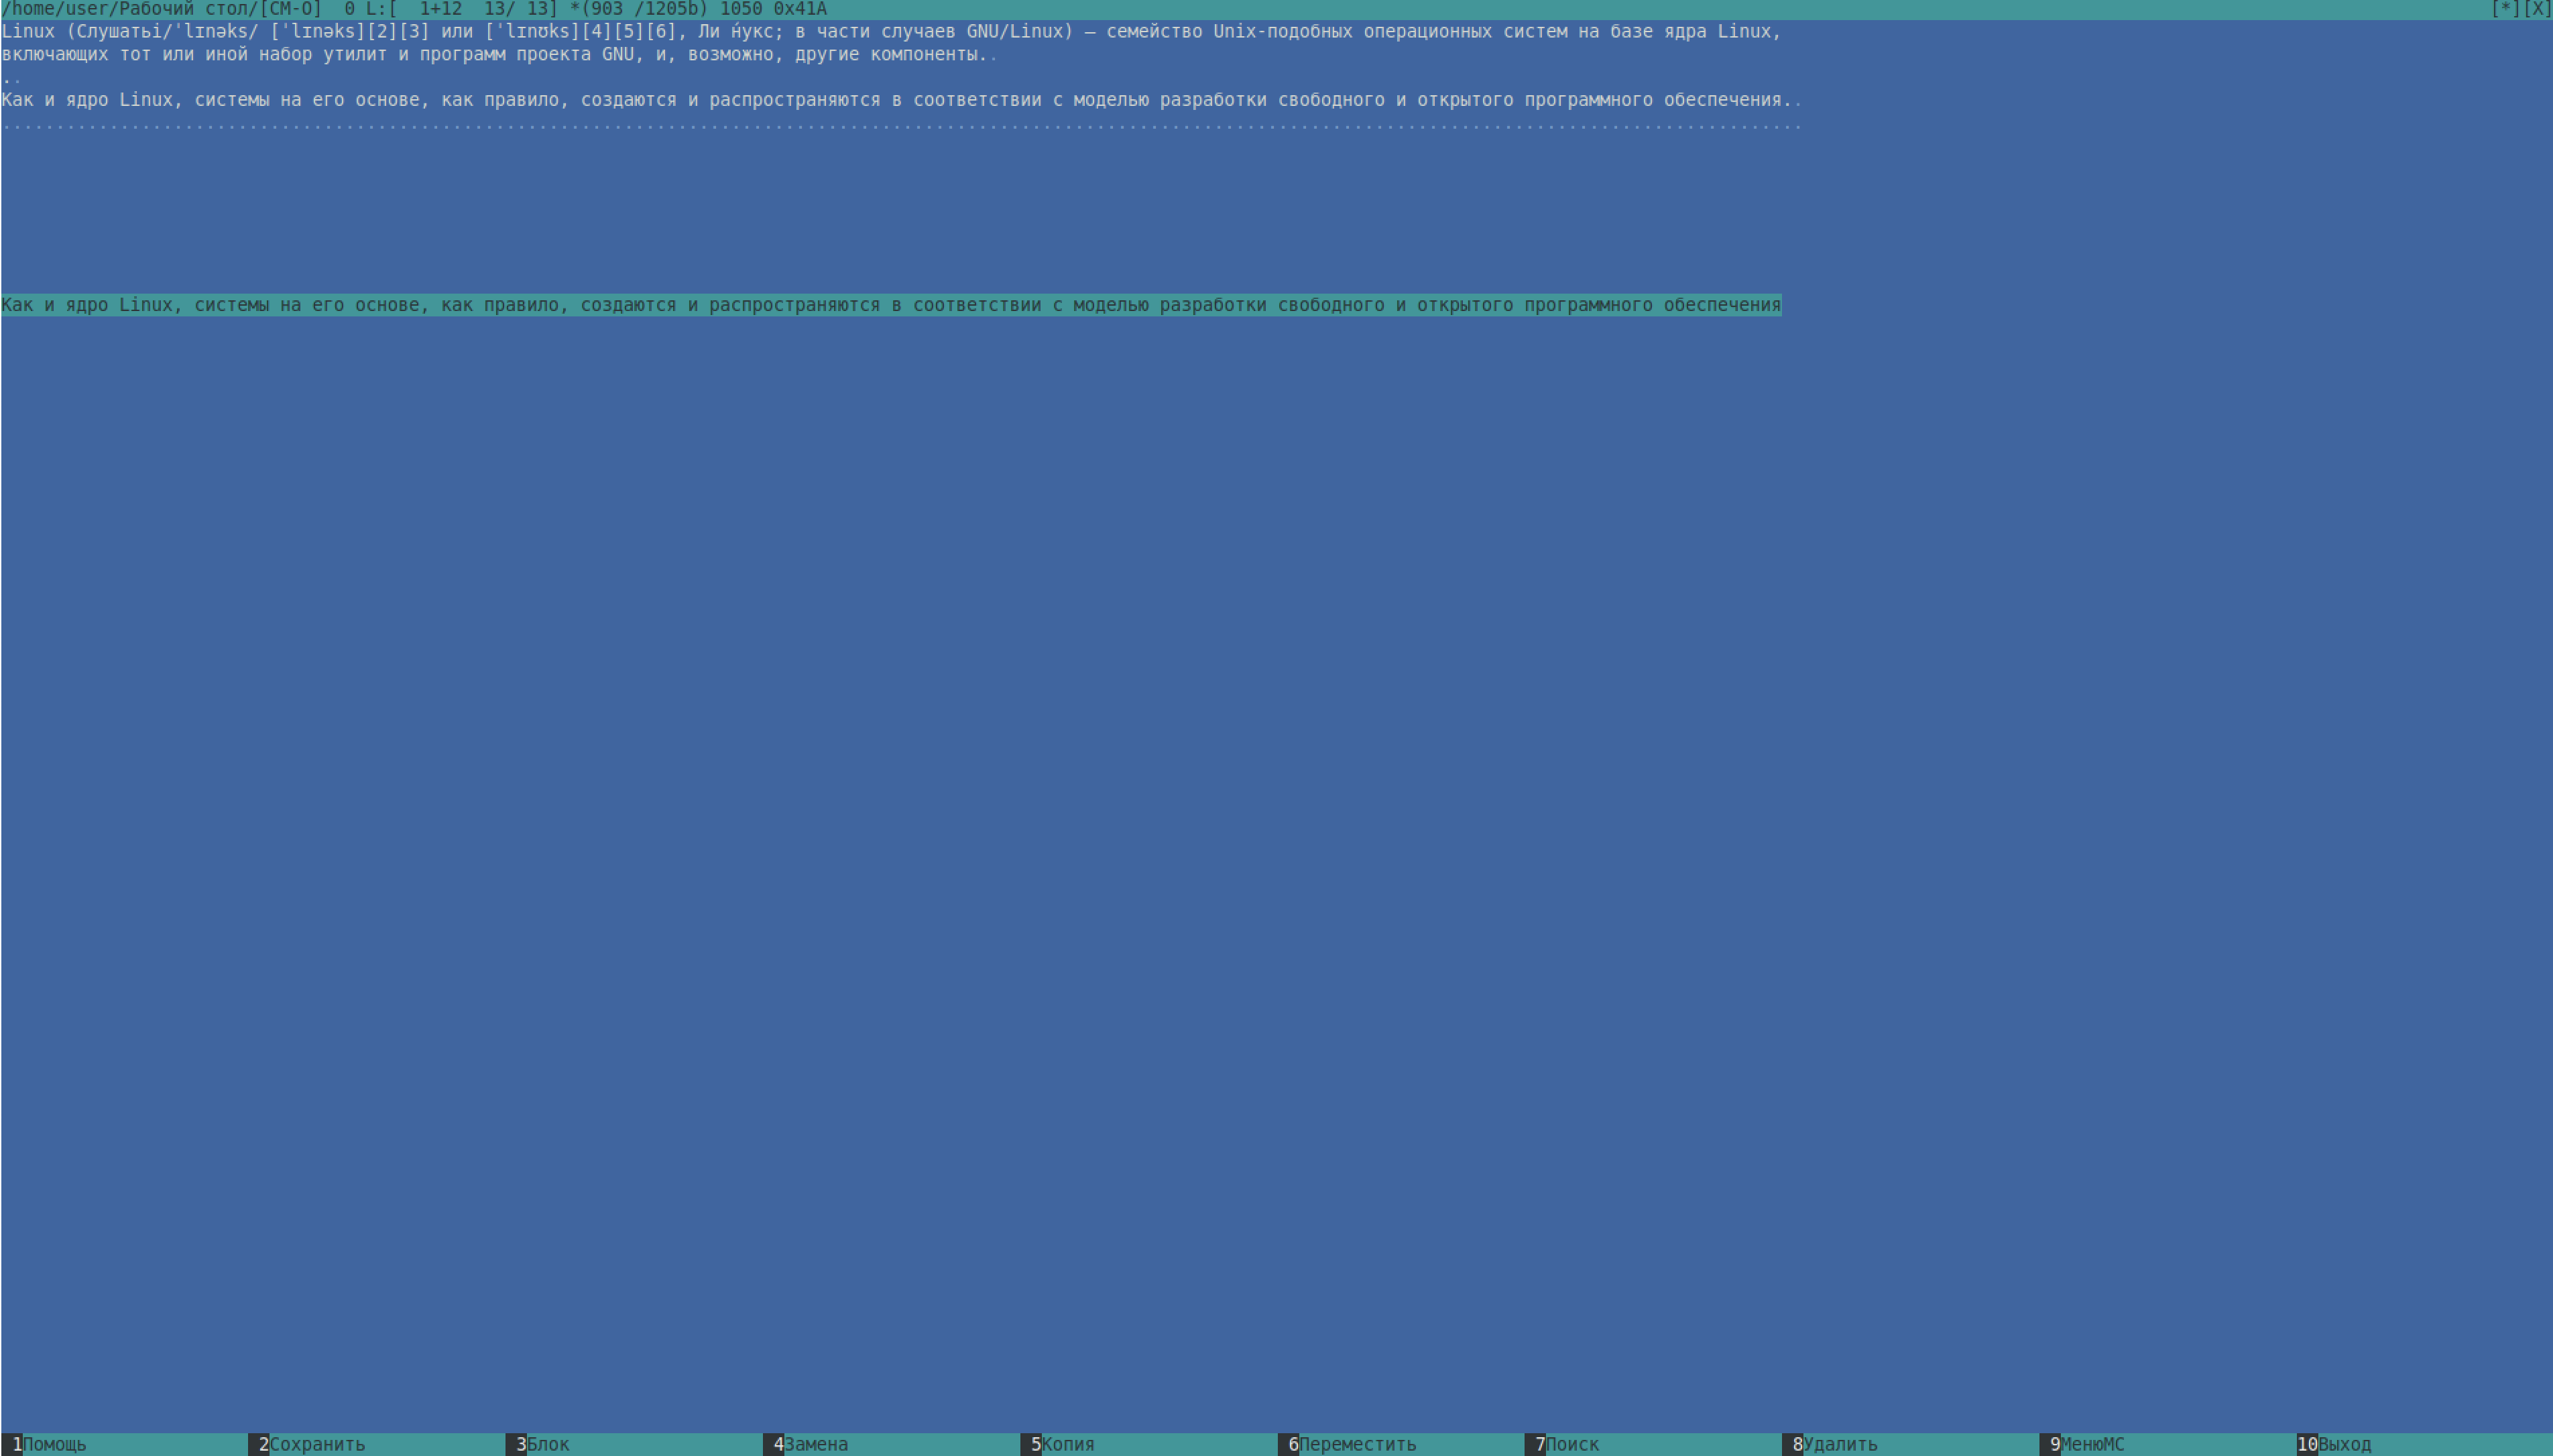 /home/user/Рабочий стол/[CM-O]  0 L:[  1+12  13/ 13] *(903 /1205b) 1050 0x41A [*][X]
Linux (Слушатьi/ˈlɪnəks/ [ˈlɪnəks][2][3] или [ˈlɪnʊks][4][5][6], Ли ́нукс; в части случаев GNU/Linux) — семейство Unix-подобных операционных систем на базе ядра Linux,
включающих тот или иной набор утилит и программ проекта GNU, и, возможно, другие компоненты..
..
Как и ядро Linux, системы на его основе, как правило, создаются и распространяются в соответствии с моделью разработки свободного и открытого программного обеспечения..
Как и ядро Linux, системы на его основе, как правило, создаются и распространяются в соответствии с моделью разработки свободного и открытого программного обеспечения
1Помощь 2Сохранить 3Блок 4Замена 5Копия 6Переместить 7Поиск 8Удалить 9МенюMC 10Выход